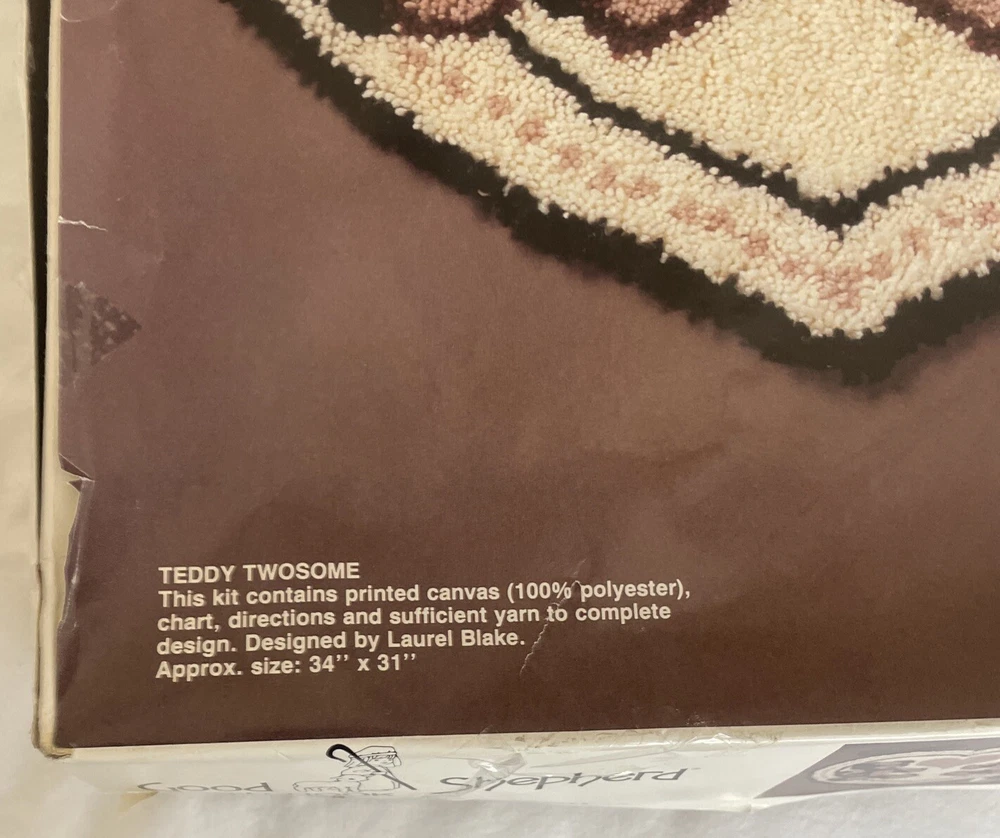 TEDDY TWOSOME
This kit contains printed canvas (100% polyester),
chart, directions and sufficient yarn to complete
design. Designed by Laurel Blake.
Approx. size: 34'' x 31''
Good Shepherd